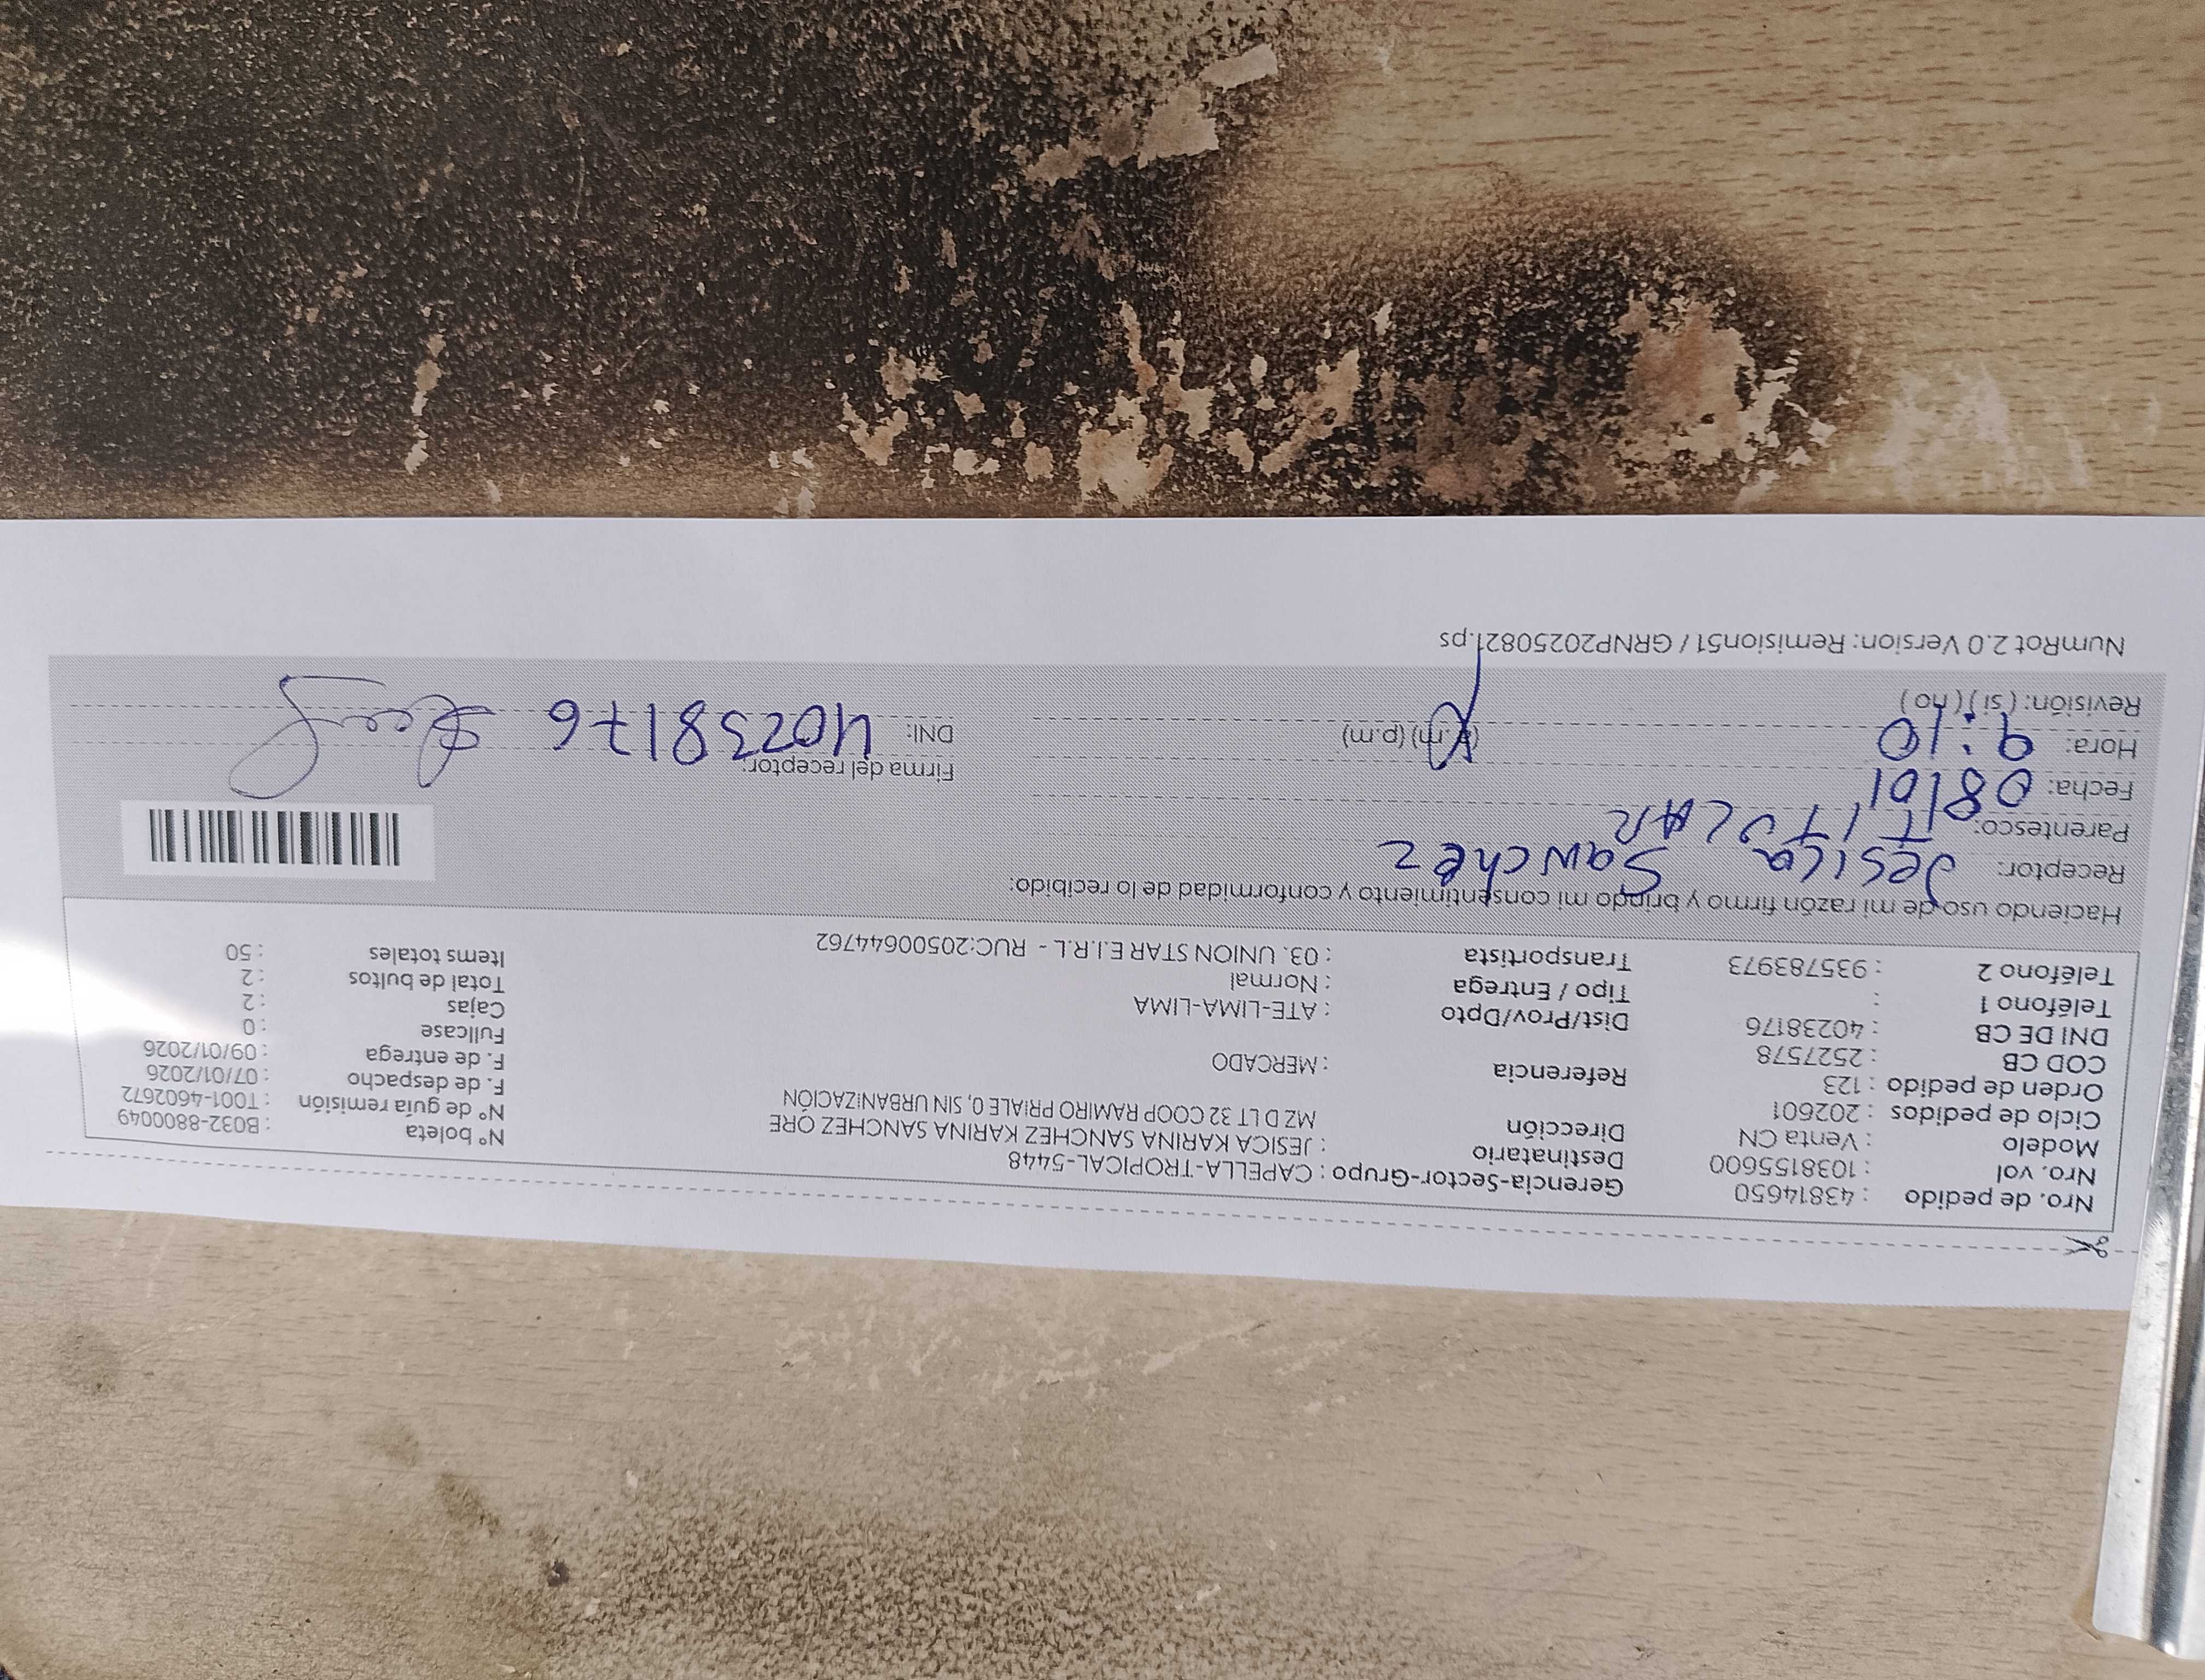 Nro. de pedido : 43814650 Gerencia-Sector-Grupo : CAPELLA-TROPICAL-5448
Nro. vol : 1038155600 Destinatario : JESICA KARINA SANCHEZ KARINA SANCHEZ ORE Nº boleta : B032-8800049
Modelo : Venta CN Dirección MZ D LT 32 COOP RAMIRO PRIALE 0, SIN URBANIZACIÓN Nº de guía remisión : T001-4602672
Ciclo de pedidos : 202601 F. de despacho : 07/01/2026
Orden de pedido : 123 Referencia : MERCADO F. de entrega : 09/01/2026
COD CB : 2527578 Fullcase : 0
DNI DE CB : 40238176 Dist/Prov/Dpto : ATE-LIMA-LIMA Cajas : 2
Teléfono 1 : Tipo / Entrega : Normal Total de bultos : 2
Teléfono 2 : 935783973 Transportista : 03. UNION STAR E.I.R.L - RUC:20500644762 Items totales : 50
Haciendo uso de mi razón firmo y brindo mi consentimiento y conformidad de lo recibido:
Receptor: Jesica Sanchez
Parentesco: TITULAR
Fecha: 08/01 Firma del receptor:
Hora: 9:10 (a.m) (p.m) DNI: 40238176
Revisión: (si) (no)
NumRot 2.0 Version: Remision51 / GRNP20250821.ps